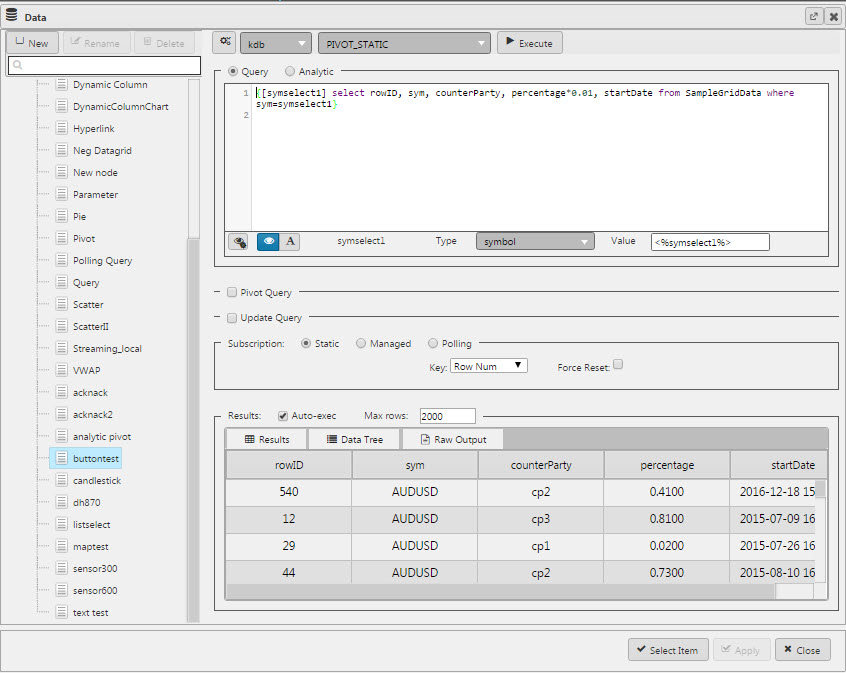 Data
New Rename Delete
kdb PIVOT_STATIC Execute
Dynamic Column
DynamicColumnChart
Hyperlink
Neg Datagrid
New node
Parameter
Pie
Pivot
Polling Query
Query
Scatter
ScatterII
Streaming_local
VWAP
acknack
acknack2
analytic pivot
buttontest
candlestick
dh870
listselect
maptest
sensor300
sensor600
text test
Query Analytic
1 {[symselect1] select rowID, sym, counterParty, percentage*0.01, startDate from SampleGridData where
sym=symselect1}
2
A symselect1 Type symbol Value <%symselect1%>
Pivot Query
Update Query
Subscription: Static Managed Polling
Key: Row Num Force Reset:
Results: Auto-exec Max rows: 2000
Results Data Tree Raw Output
rowID sym counterParty percentage startDate
540 AUDUSD cp2 0.4100 2016-12-18 15
12 AUDUSD cp3 0.8100 2015-07-09 16
29 AUDUSD cp1 0.0200 2015-07-26 16
44 AUDUSD cp2 0.7300 2015-08-10 16
Select Item Apply Close